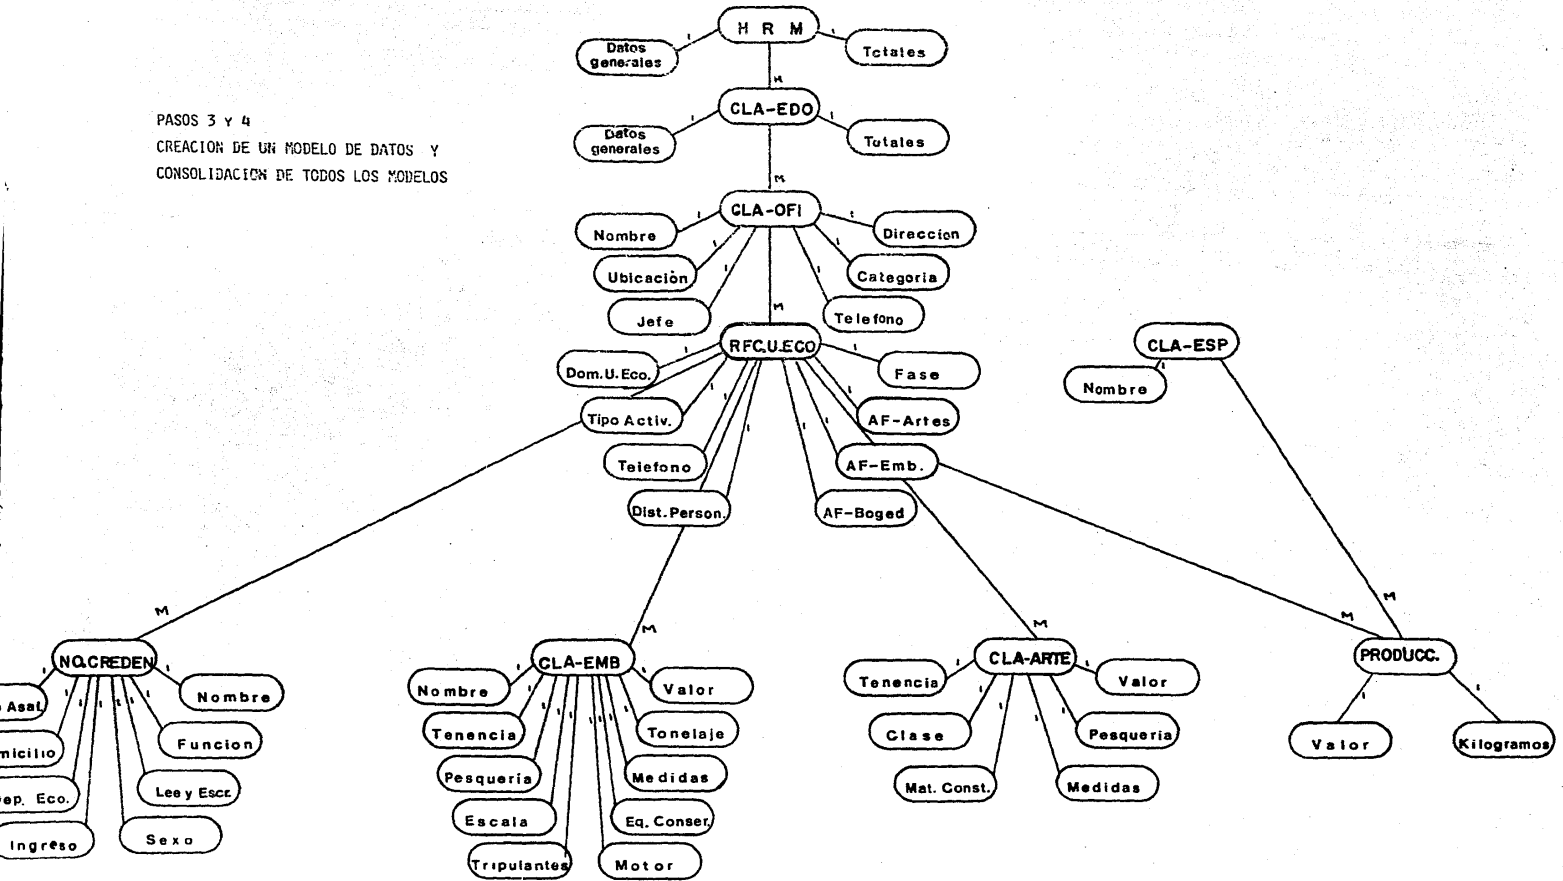 H R M
Datos
generales
Totales
PASOS 3 Y 4
CREACION DE UN MODELO DE DATOS Y
CONSOLIDACION DE TODOS LOS MODELOS
M
CLA-EDO
Datos
generales
Totales
M
CLA-OFI
Nombre
Direccion
Ubicación
Categoria
Jefe
Telefono
M
RFC.U.ECO
CLA-ESP
Dom.U.Eco.
Fase
Nombre
Tipo Activ.
AF-Artes
Telefono
AF-Emb.
Dist.Person.
AF-Boged
M
M
M
M
M
NO.CREDEN
CLA-EMB
CLA-ARTE
PRODUCC.
Asal.
Nombre
Nombre
Valor
Tenencia
Valor
micilio
Funcion
Tenencia
Tonelaje
Clase
Pesqueria
Valor
Kilogramos
ep. Eco.
Lee y Escr.
Pesqueria
Medidas
Mat. Const.
Medidas
Ingreso
Sexo
Escala
Eq. Conser.
Tripulantes
Motor